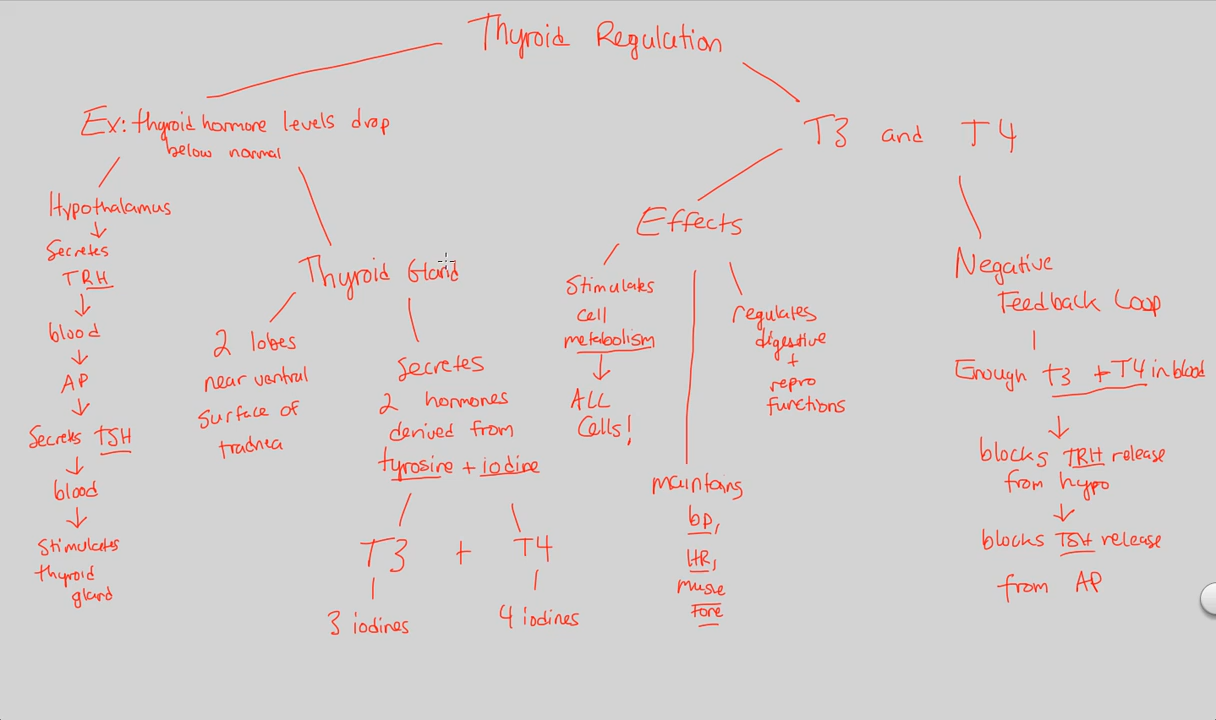 Thyroid Regulation
Ex: thyroid hormone levels drop
below normal
Hypothalamus
↓
Secretes
TRH
↓
blood
↓
AP
↓
Secretes TSH
↓
blood
↓
Stimulates
thyroid
gland
Thyroid Gland
2 lobes
near ventral
surface of
trachea
Secretes
2 hormones
derived from
tyrosine + iodine
T3 + T4
3 iodines
4 iodines
T3 and T4
Effects
Stimulates
cell
metabolism
↓
ALL
Cells!
maintains
bp,
HR,
muscle
tone
regulates
digestive
+
repro
functions
Negative
Feedback Loop
Enough T3 + T4 in blood
↓
blocks TRH release
from hypo
↓
blocks TSH release
from AP